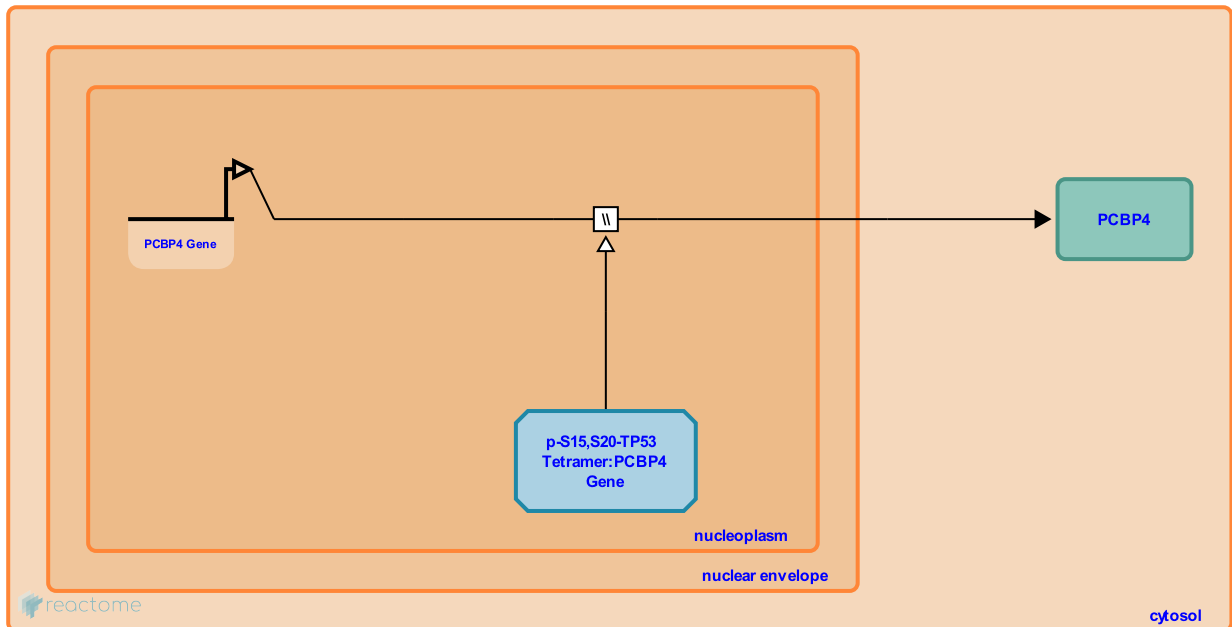 PCBP4 Gene
\\
PCBP4
p-S15,S20-TP53
Tetramer:PCBP4
Gene
nucleoplasm
nuclear envelope
reactome
cytosol